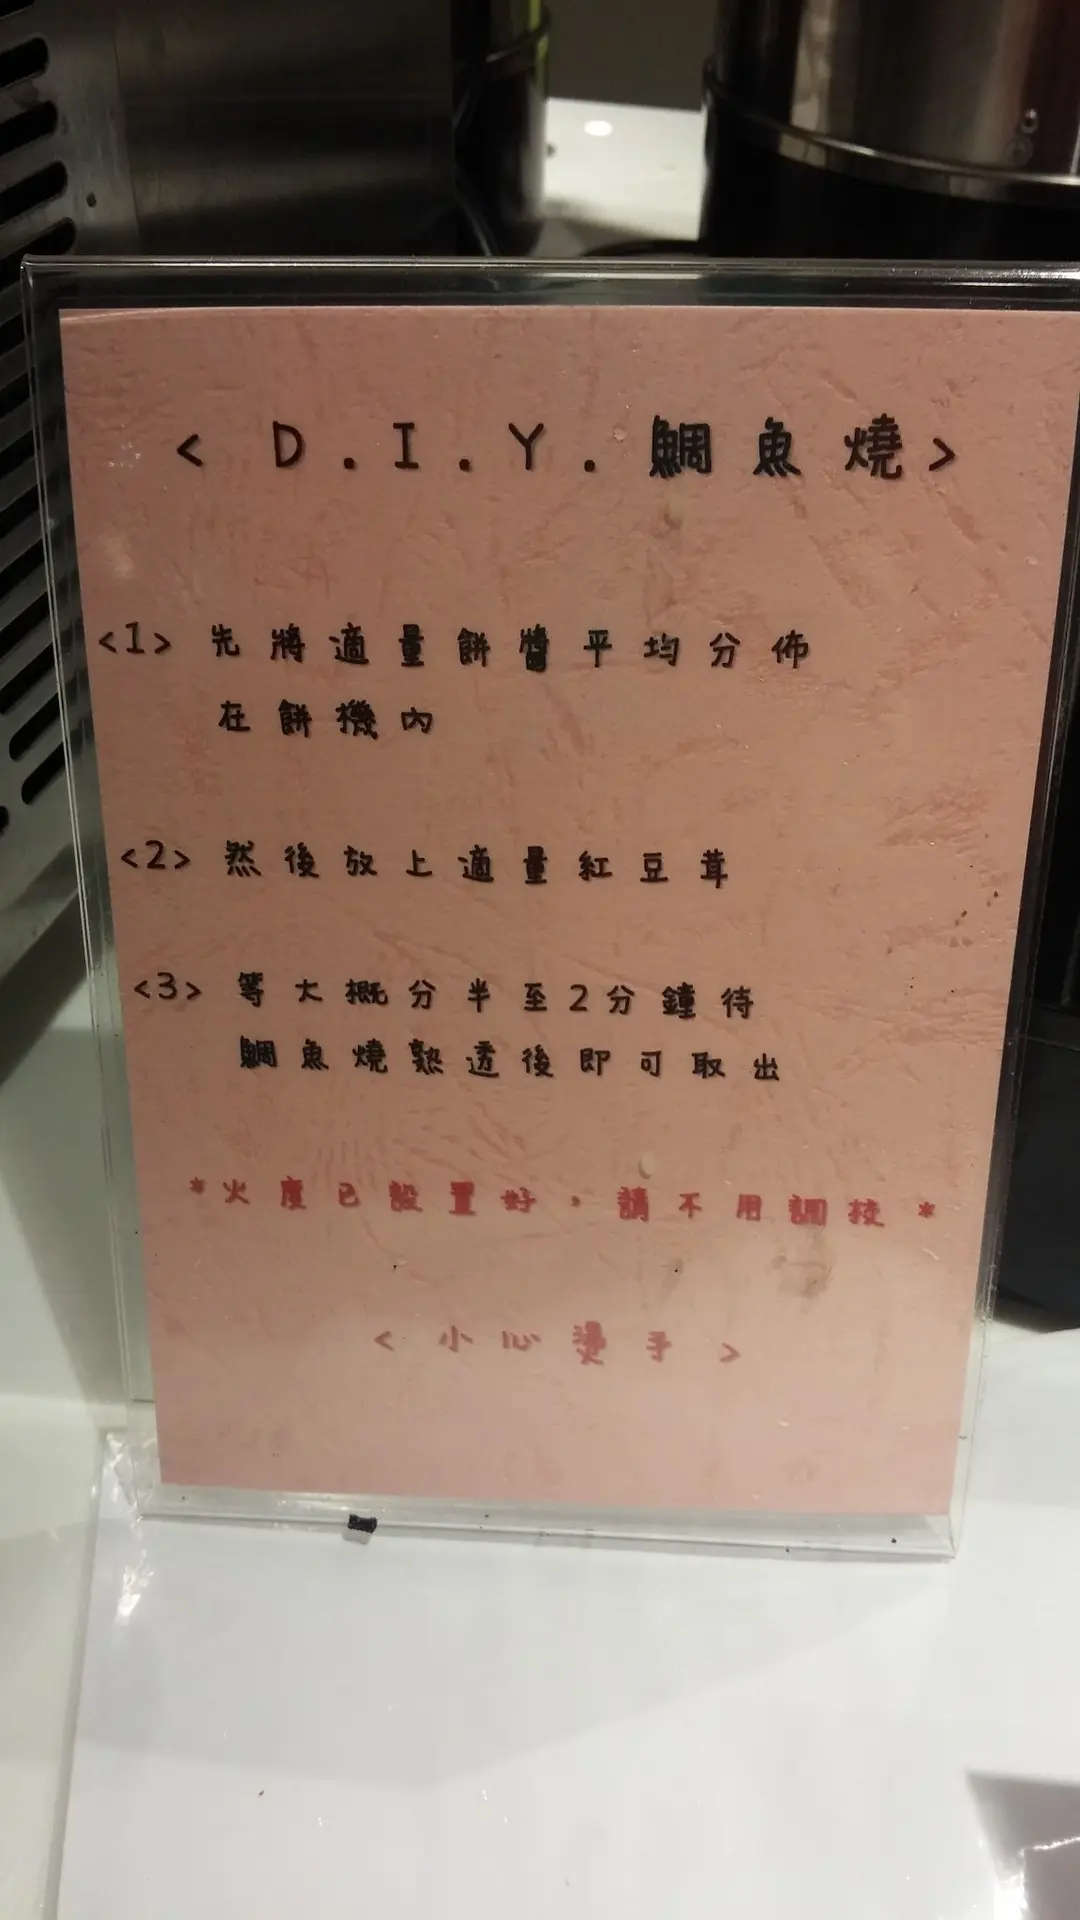 < D.I.Y.鯛魚燒>
<1> 先將適量餅醬平均分佈
在餅機內
<2> 然後放上適量紅豆茸
<3> 等大概分半至2分鐘待
鯛魚燒熟透後即可取出
*火度已設置好,請不用調挍*
<小心燙手>